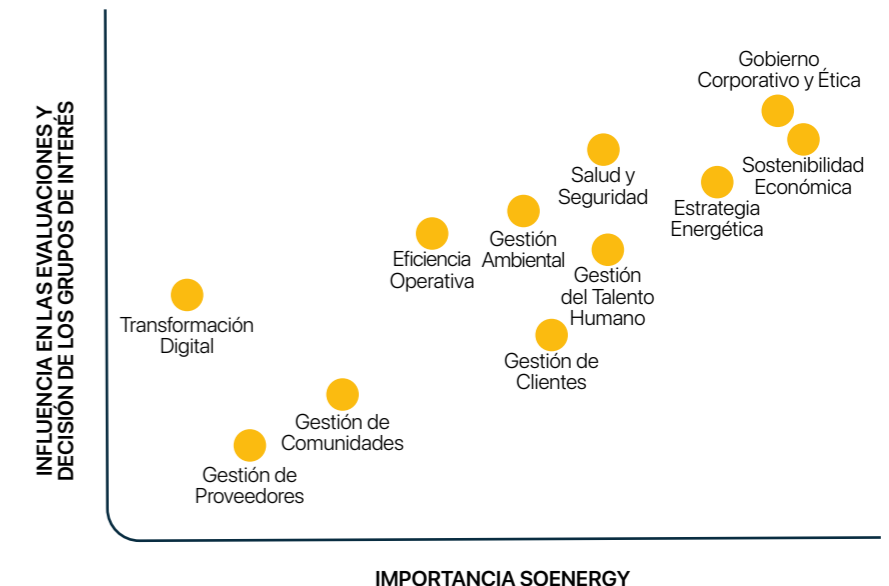 INFLUENCIA EN LAS EVALUACIONES Y
DECISIÓN DE LOS GRUPOS DE INTERÉS
Gobierno
Corporativo y Ética
Sostenibilidad
Económica
Salud y
Seguridad
Estrategia
Energética
Gestión
Ambiental
Eficiencia
Operativa
Gestión
del Talento
Humano
Transformación
Digital
Gestión de
Clientes
Gestión de
Comunidades
Gestión de
Proveedores
IMPORTANCIA SOENERGY